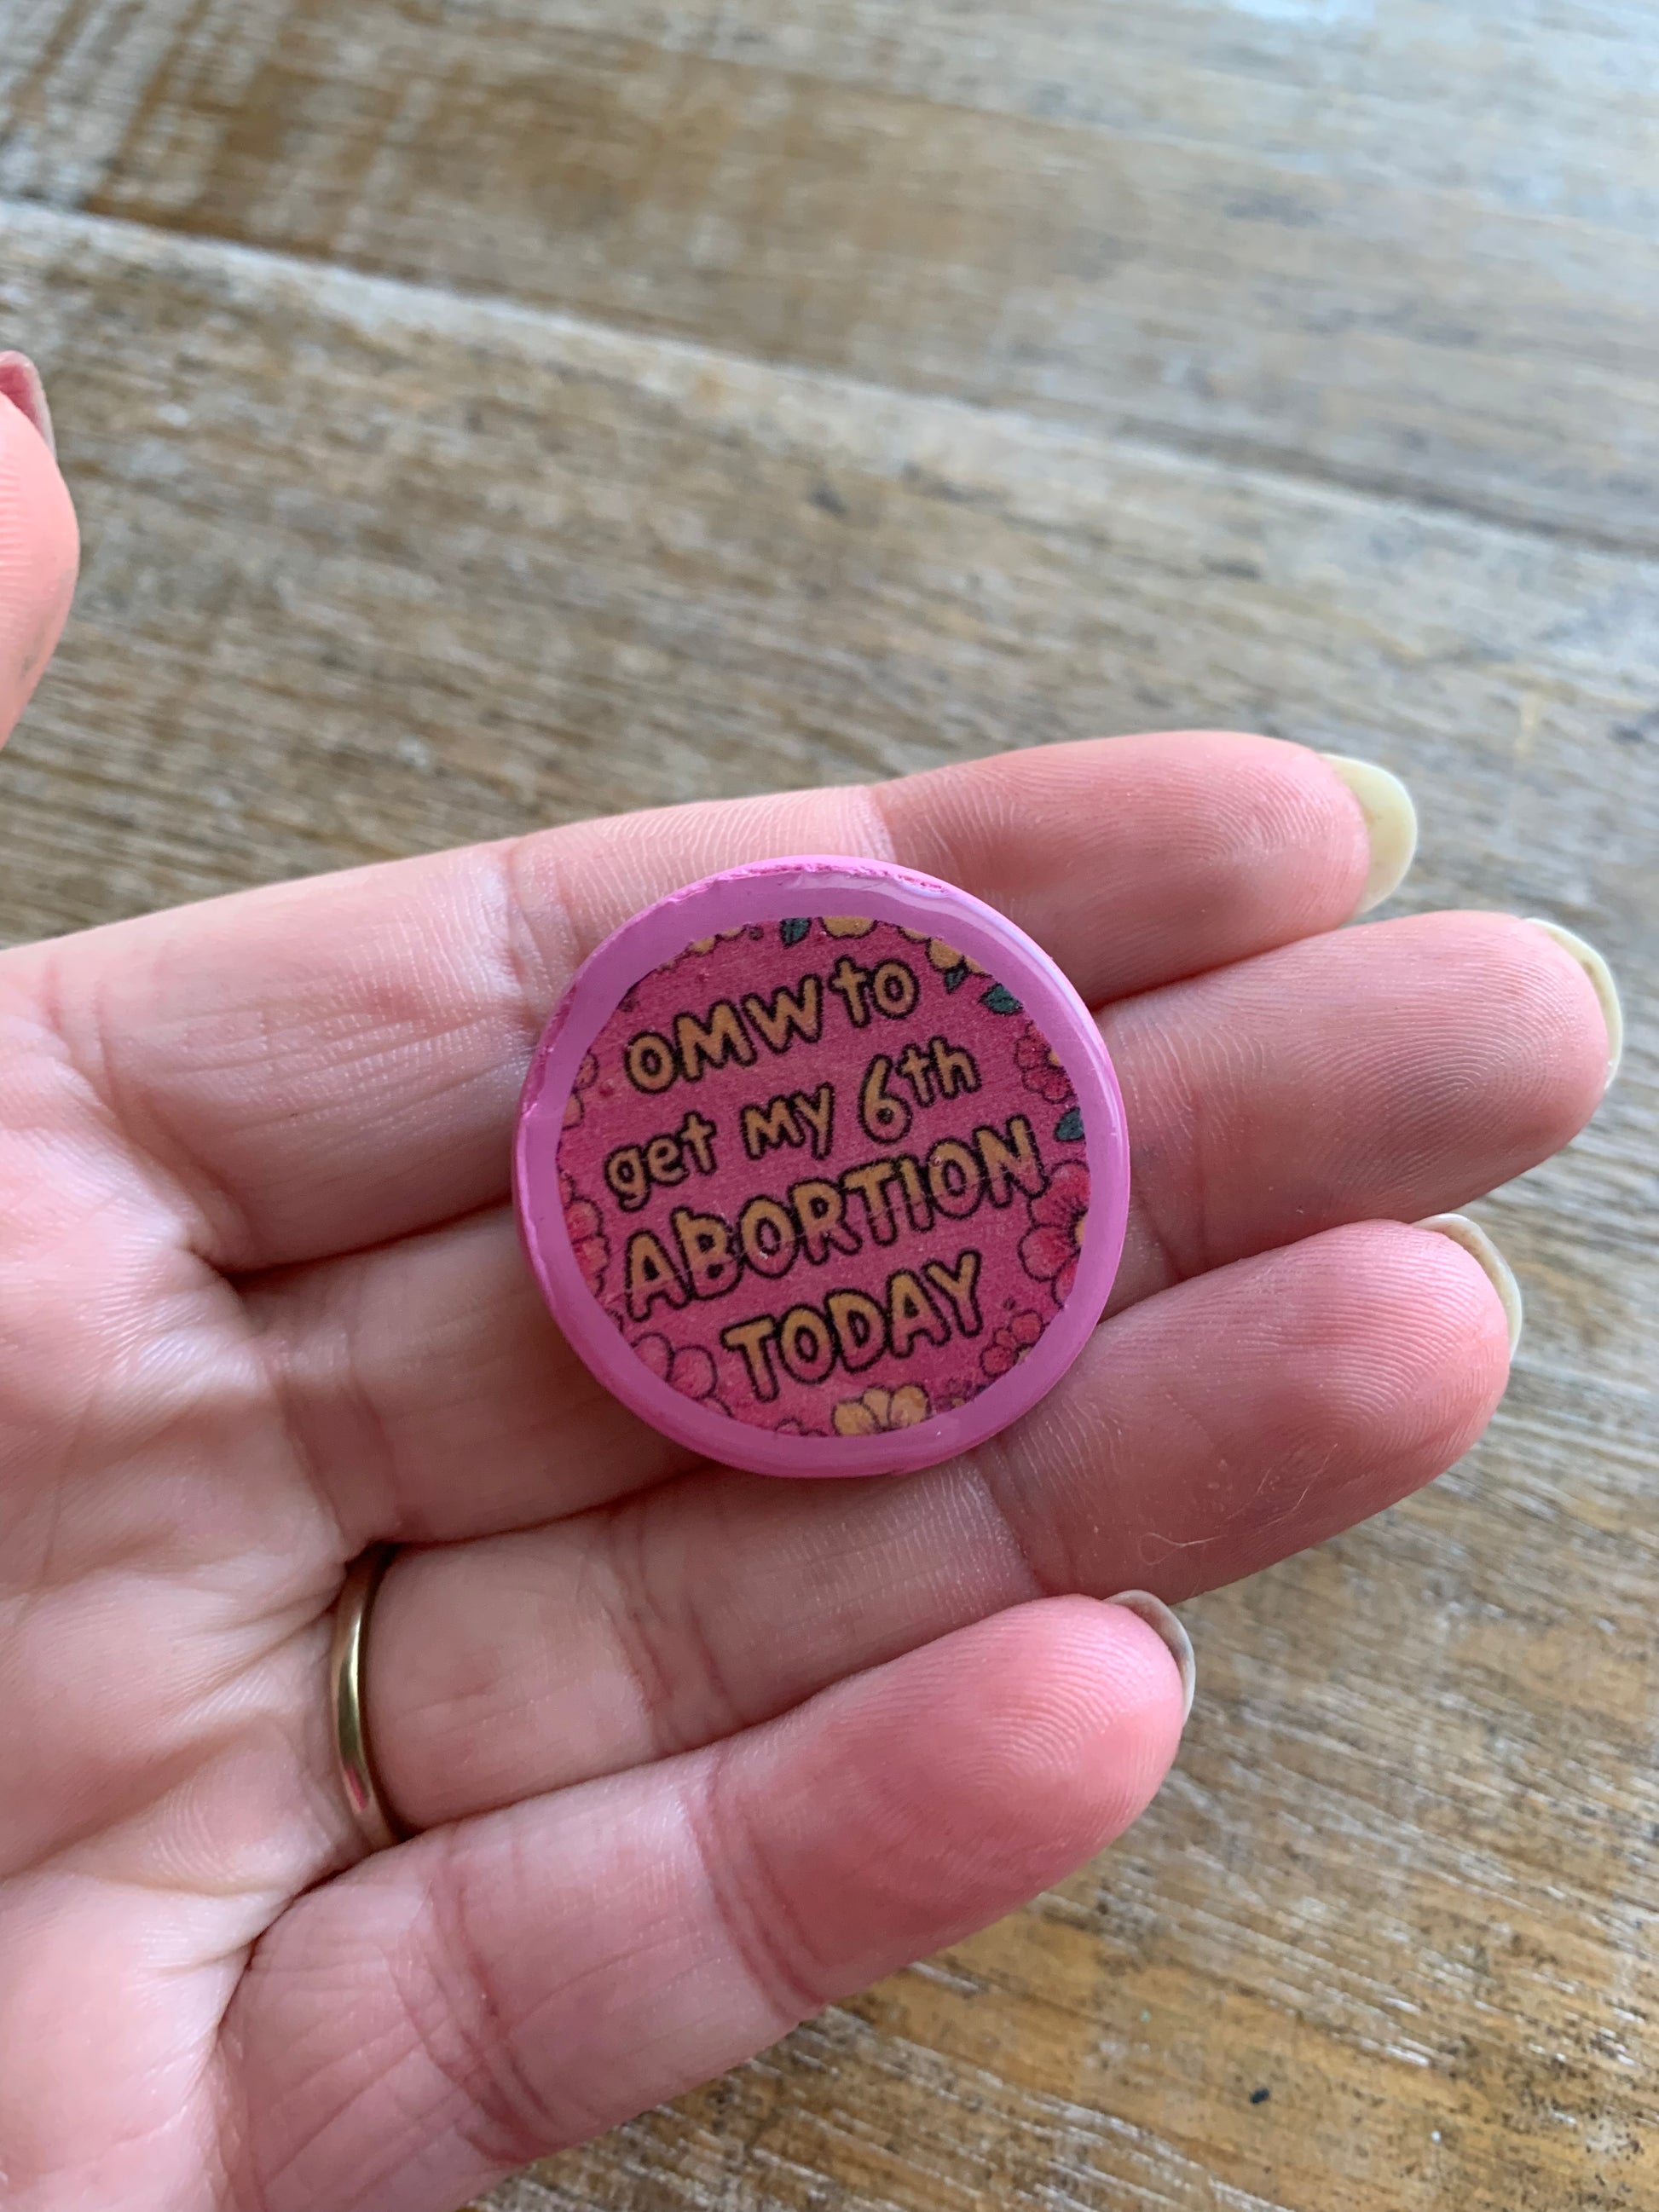 OMW to
get my 6th
ABORTION
TODAY